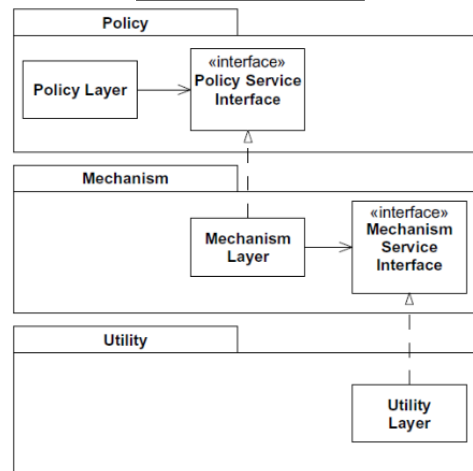 Policy
Policy Layer
«interface»
Policy Service
Interface
Mechanism
Mechanism
Layer
«interface»
Mechanism
Service
Interface
Utility
Utility
Layer